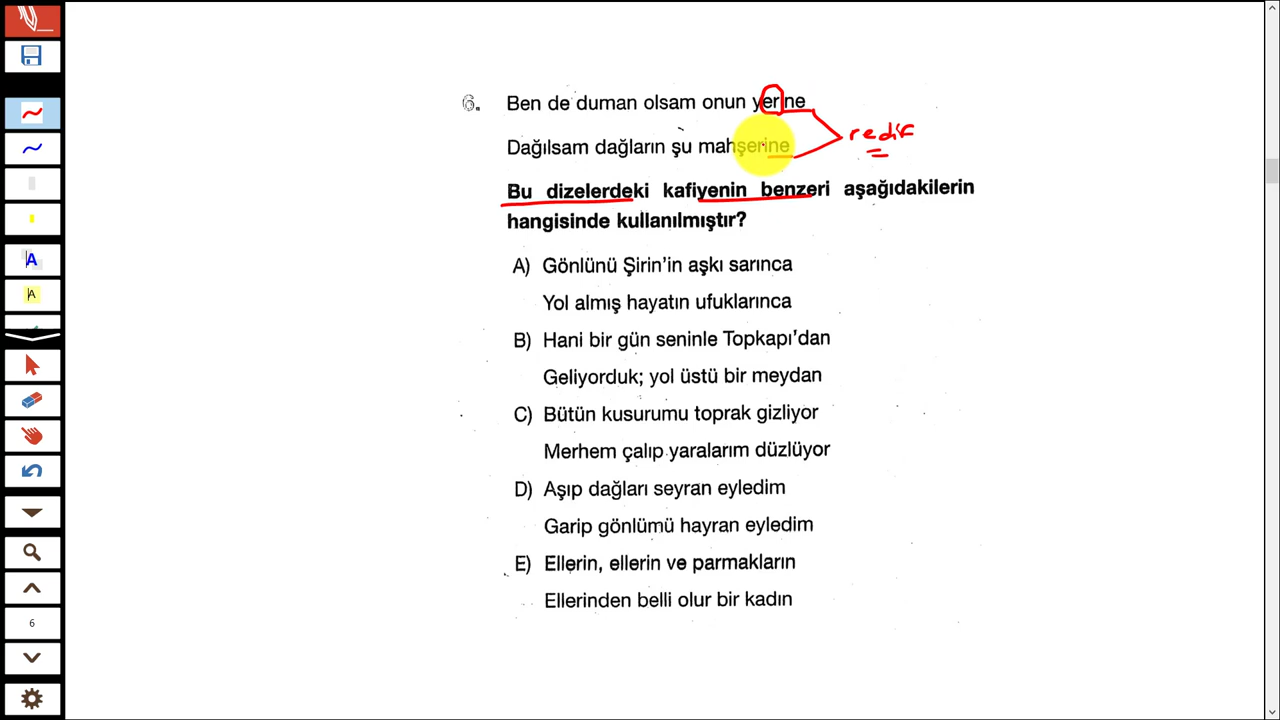 6. Ben de duman olsam onun yerine
Dağılsam dağların şu mahşerine
redif
Bu dizelerdeki kafiyenin benzeri aşağıdakilerin
hangisinde kullanılmıştır?
A) Gönlünü Şirin'in aşkı sarınca
Yol almış hayatın ufuklarınca
B) Hani bir gün seninle Topkapı'dan
Geliyorduk; yol üstü bir meydan
C) Bütün kusurumu toprak gizliyor
Merhem çalıp yaralarım düzlüyor
D) Aşıp dağları seyran eyledim
Garip gönlümü hayran eyledim
E) Ellerin, ellerin ve parmakların
Ellerinden belli olur bir kadın
A
A
6